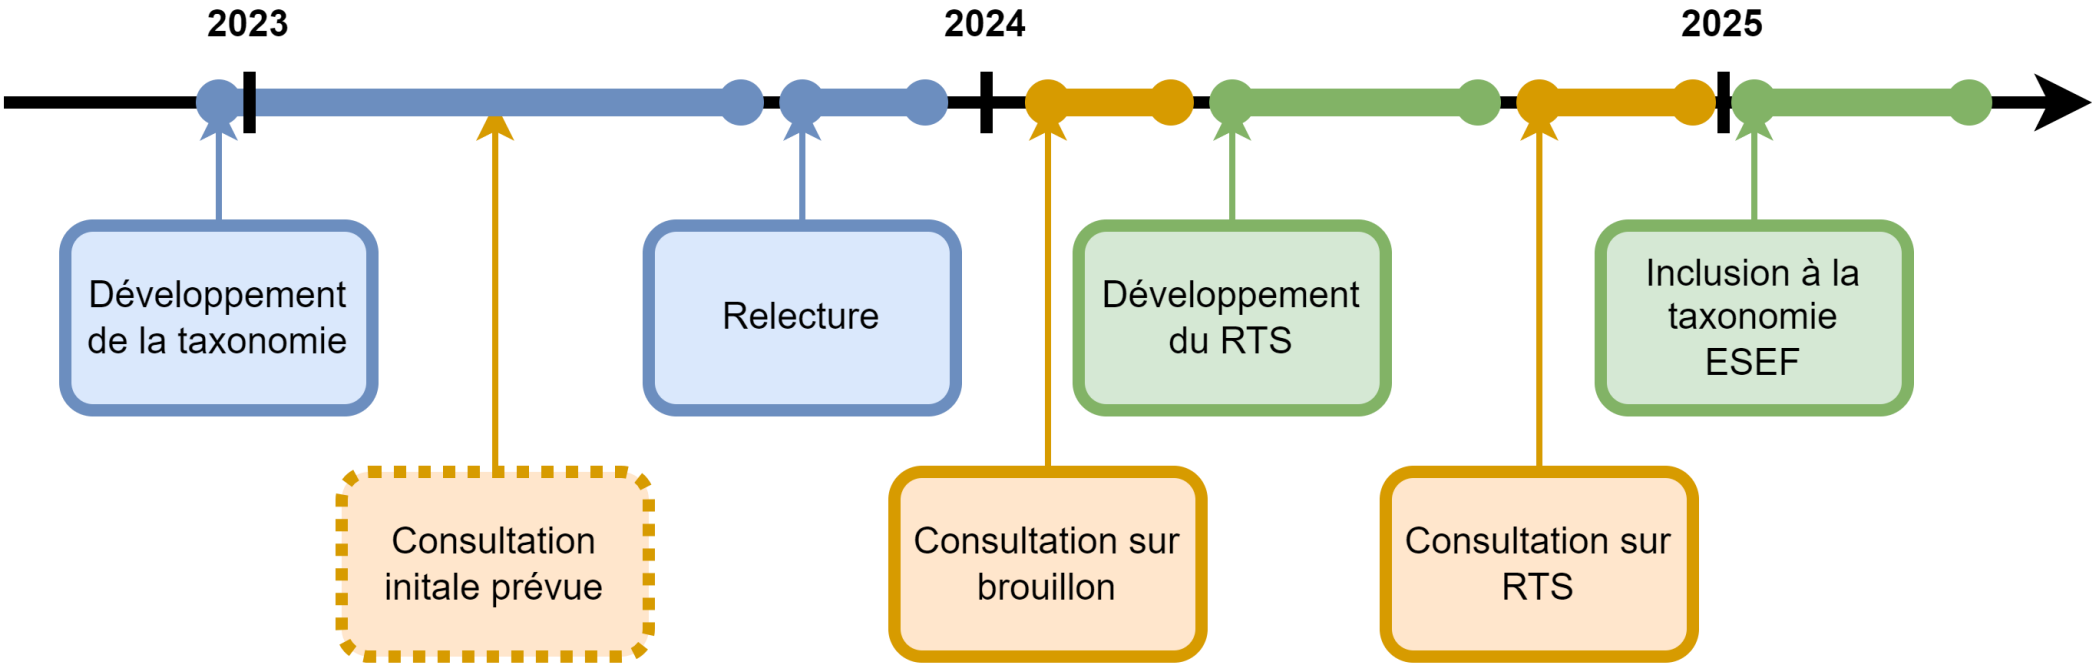 2023
2024
2025
Développement
de la taxonomie
Relecture
Développement
du RTS
Inclusion à la
taxonomie
ESEF
Consultation
initale prévue
Consultation sur
brouillon
Consultation sur
RTS